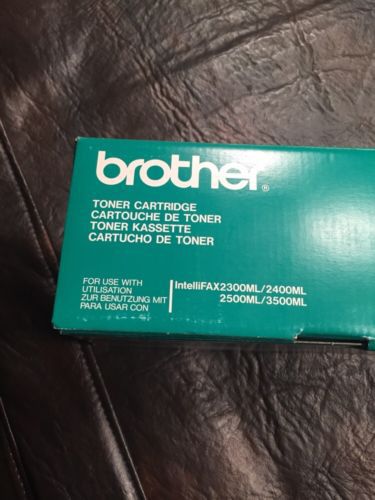 brother®
TONER CARTRIDGE
CARTOUCHE DE TONER
TONER KASSETTE
CARTUCHO DE TONER
FOR USE WITH
UTILISATION
ZUR BENUTZUNG MIT
PARA USAR CON
IntelliFAX2300ML/2400ML
2500ML/3500ML